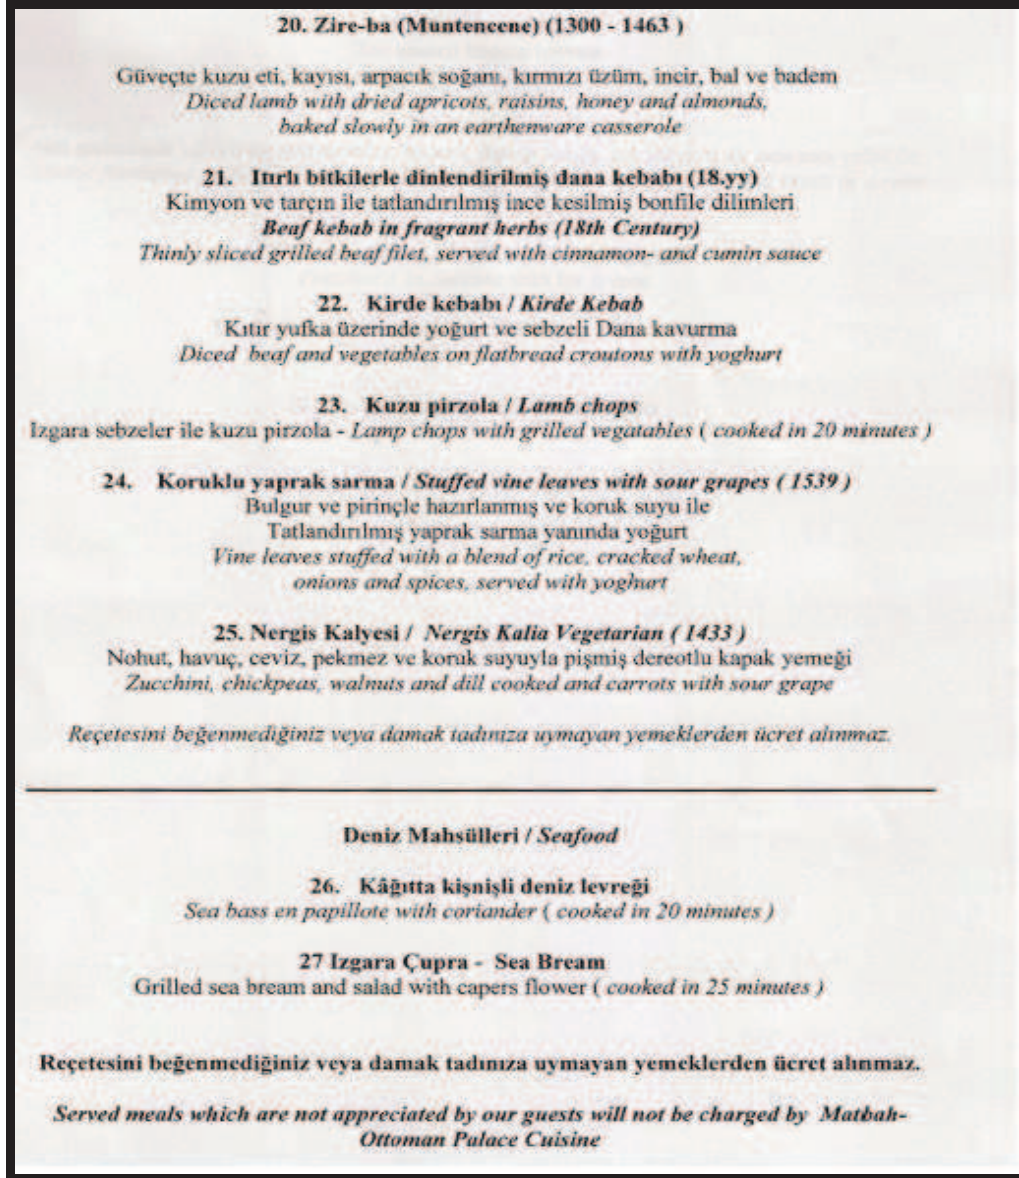 20. Zire-ba (Muntencene) (1300 - 1463 )
Güveçte kuzu eti, kayısı, arpacık soğanı, kırmızı üzüm, incir, bal ve badem
Diced lamb with dried apricots, raisins, honey and almonds,
baked slowly in an earthenware casserole
21. Itırlı bitkilerle dinlendirilmiş dana kebabı (18.yy)
Kimyon ve tarçın ile tatlandırılmış ince kesilmiş bonfile dilimleri
Beaf kebab in fragrant herbs (18th Century)
Thinly sliced grilled beaf filet, served with cinnamon- and cumin sauce
22. Kirde kebabı / Kirde Kebab
Kıtır yufka üzerinde yoğurt ve sebzeli Dana kavurma
Diced beaf and vegetables on flatbread croutons with yoghurt
23. Kuzu pirzola / Lamb chops
Izgara sebzeler ile kuzu pirzola - Lamp chops with grilled vegatables ( cooked in 20 minutes )
24. Koruklu yaprak sarma / Stuffed vine leaves with sour grapes ( 1539 )
Bulgur ve pirinçle hazırlanmış ve koruk suyu ile
Tatlandırılmış yaprak sarma yanında yoğurt
Vine leaves stuffed with a blend of rice, cracked wheat,
onions and spices, served with yoghurt
25. Nergis Kalyesi / Nergis Kalia Vegetarian ( 1433 )
Nohut, havuç, ceviz, pekmez ve koruk suyuyla pişmiş dereotlu kapak yemeği
Zucchini, chickpeas, walnuts and dill cooked and carrots with sour grape
Reçetesini beğenmediğiniz veya damak tadınıza uymayan yemeklerden ücret alınmaz.
Deniz Mahsülleri / Seafood
26. Kâğıtta kişnişli deniz levreği
Sea bass en papillote with coriander ( cooked in 20 minutes )
27 Izgara Çupra - Sea Bream
Grilled sea bream and salad with capers flower ( cooked in 25 minutes )
Reçetesini beğenmediğiniz veya damak tadınıza uymayan yemeklerden ücret alınmaz.
Served meals which are not appreciated by our guests will not be charged by Matbah-
Ottoman Palace Cuisine